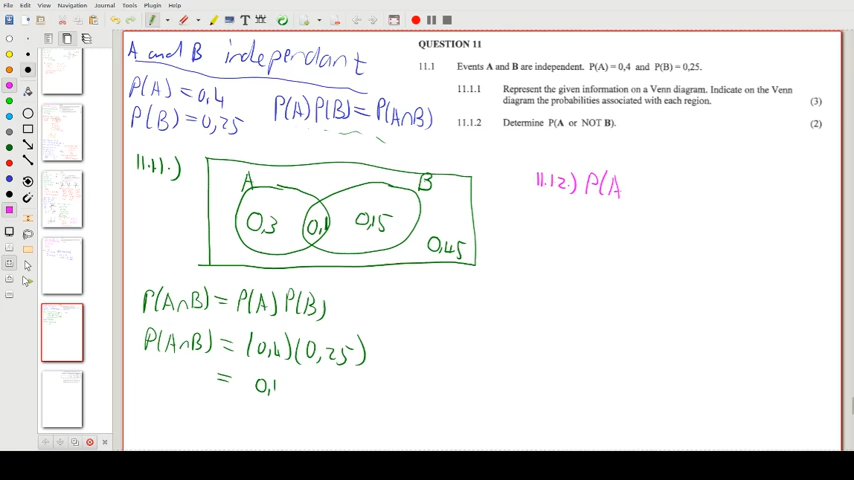 File Edit View Navigation Journal Tools Plugin Help
A and B independant
P(A) = 0,4
P(B) = 0,25
P(A)P(B) = P(A∩B)
QUESTION 11
11.1 Events A and B are independent. P(A) = 0,4 and P(B) = 0,25.
11.1.1 Represent the given information on a Venn diagram. Indicate on the Venn
diagram the probabilities associated with each region. (3)
11.1.2 Determine P(A or NOT B). (2)
11.1.1.)
A B
0,3 0,1 0,15
0,45
11.1.2.) P(A
P(A∩B) = P(A) P(B)
P(A∩B) = (0,4)(0,25)
= 0,1